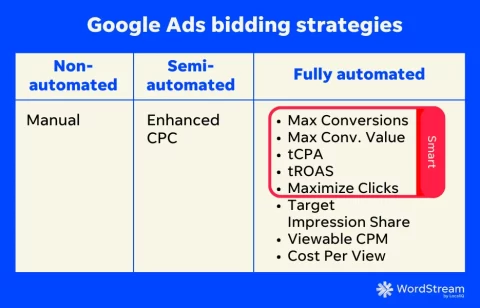 Google Ads bidding strategies
Non-
automated
Semi-
automated
Fully automated
Manual
Enhanced
CPC
• Max Conversions
• Max Conv. Value
• tCPA
• tROAS
• Maximize Clicks
Smart
• Target
Impression Share
• Viewable CPM
• Cost Per View
WordStream
by LocaliQ